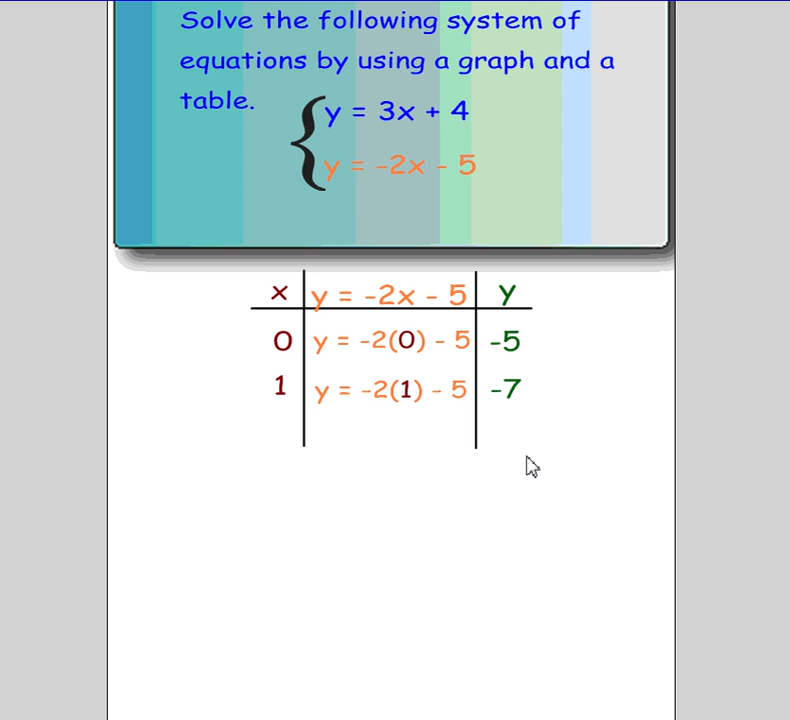 Solve the following system of
equations by using a graph and a
table.
y = 3x + 4
y = -2x - 5
x y = -2x - 5 y
0 y = -2(0) - 5 -5
1 y = -2(1) - 5 -7